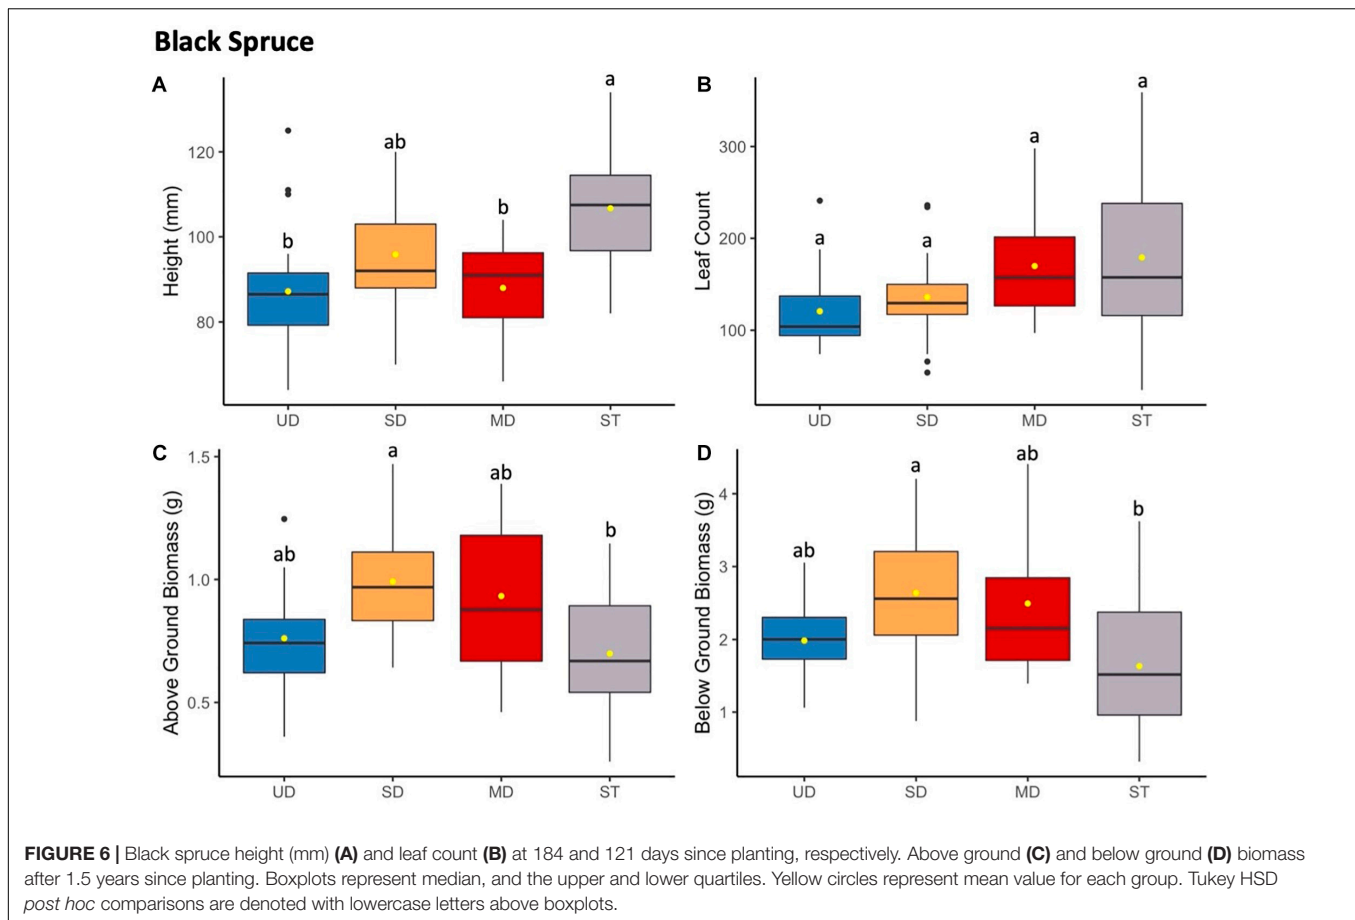 Black Spruce
A
Height (mm)
120
100
80
b
ab
b
a
UD SD MD ST
B
Leaf Count
300
200
100
a
a
a
a
UD SD MD ST
C
Above Ground Biomass (g)
1.5
1.0
0.5
ab
a
ab
b
UD SD MD ST
D
Below Ground Biomass (g)
4
3
2
1
ab
a
ab
b
UD SD MD ST
FIGURE 6 | Black spruce height (mm) (A) and leaf count (B) at 184 and 121 days since planting, respectively. Above ground (C) and below ground (D) biomass
after 1.5 years since planting. Boxplots represent median, and the upper and lower quartiles. Yellow circles represent mean value for each group. Tukey HSD
post hoc comparisons are denoted with lowercase letters above boxplots.